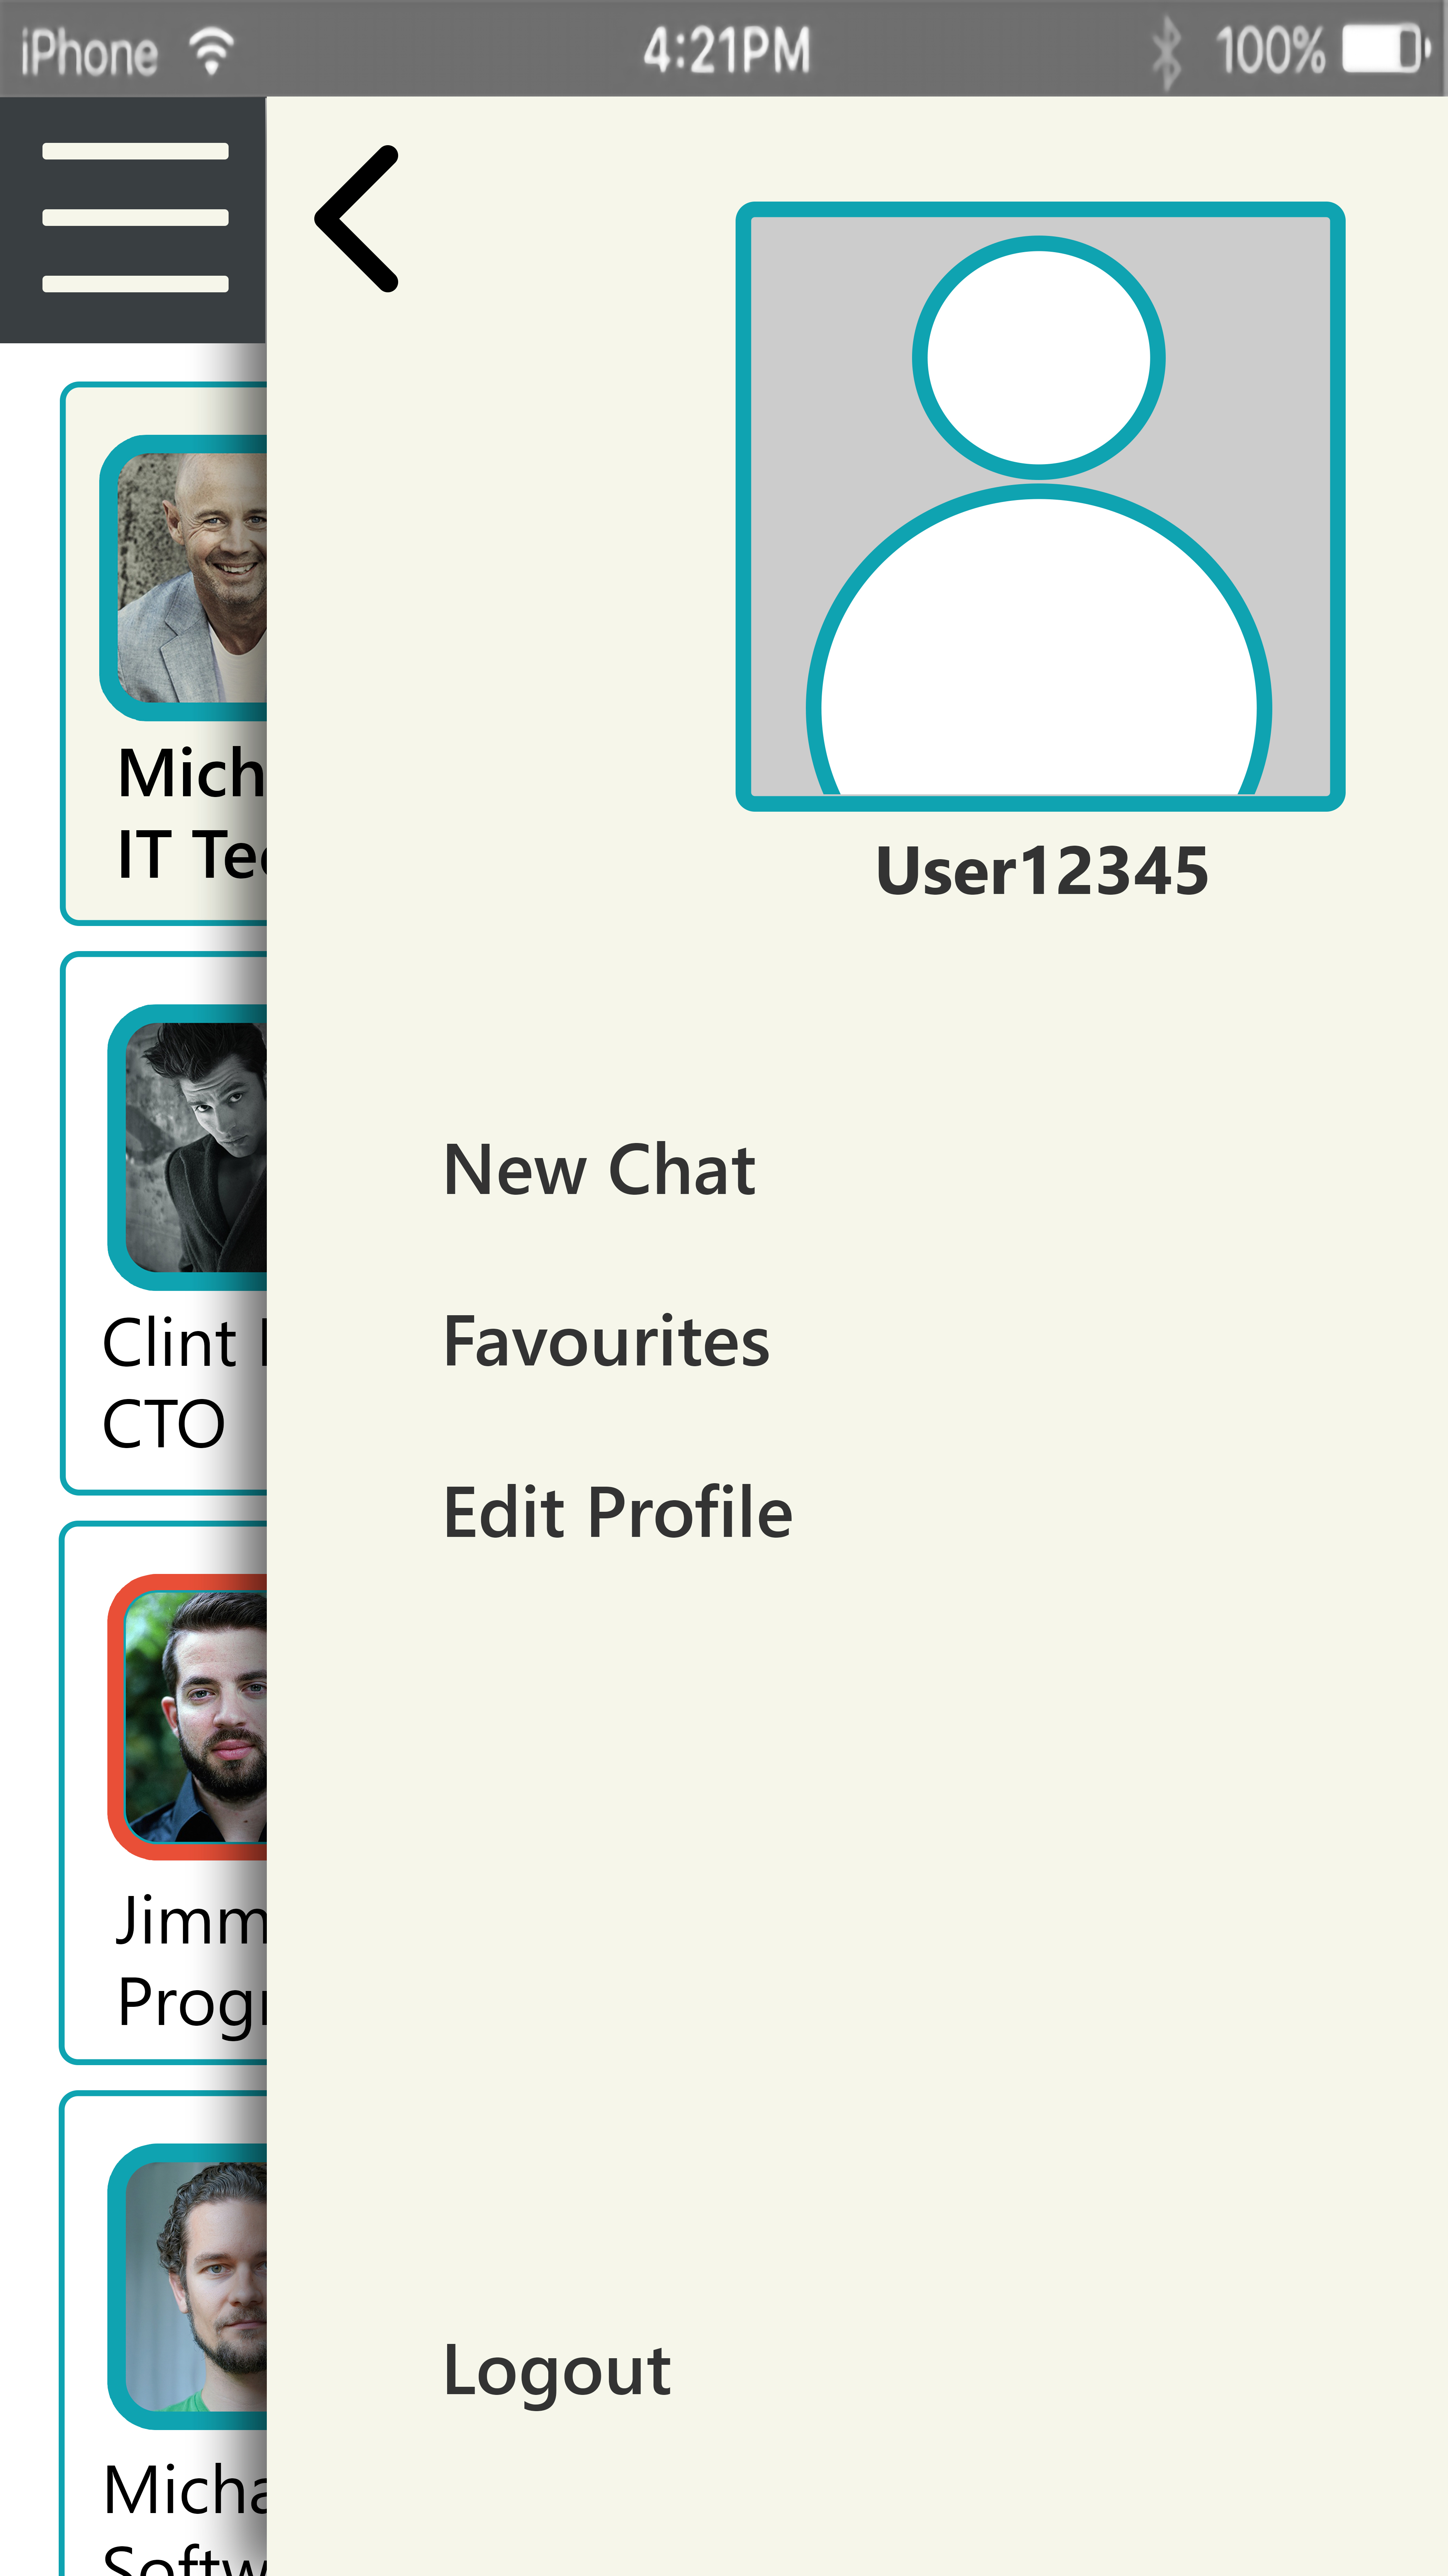 iPhone 4:21PM 100%
Mich
IT Te
User12345
Clint
CTO
New Chat
Favourites
Edit Profile
Jimm
Prog
Logout
Micha
Softw